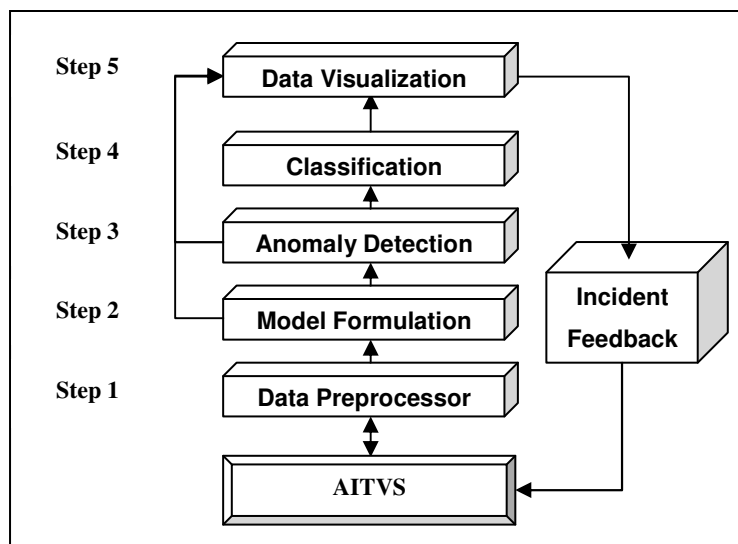 Step 5
Data Visualization
Step 4
Classification
Step 3
Anomaly Detection
Step 2
Model Formulation
Incident
Feedback
Step 1
Data Preprocessor
AITVS